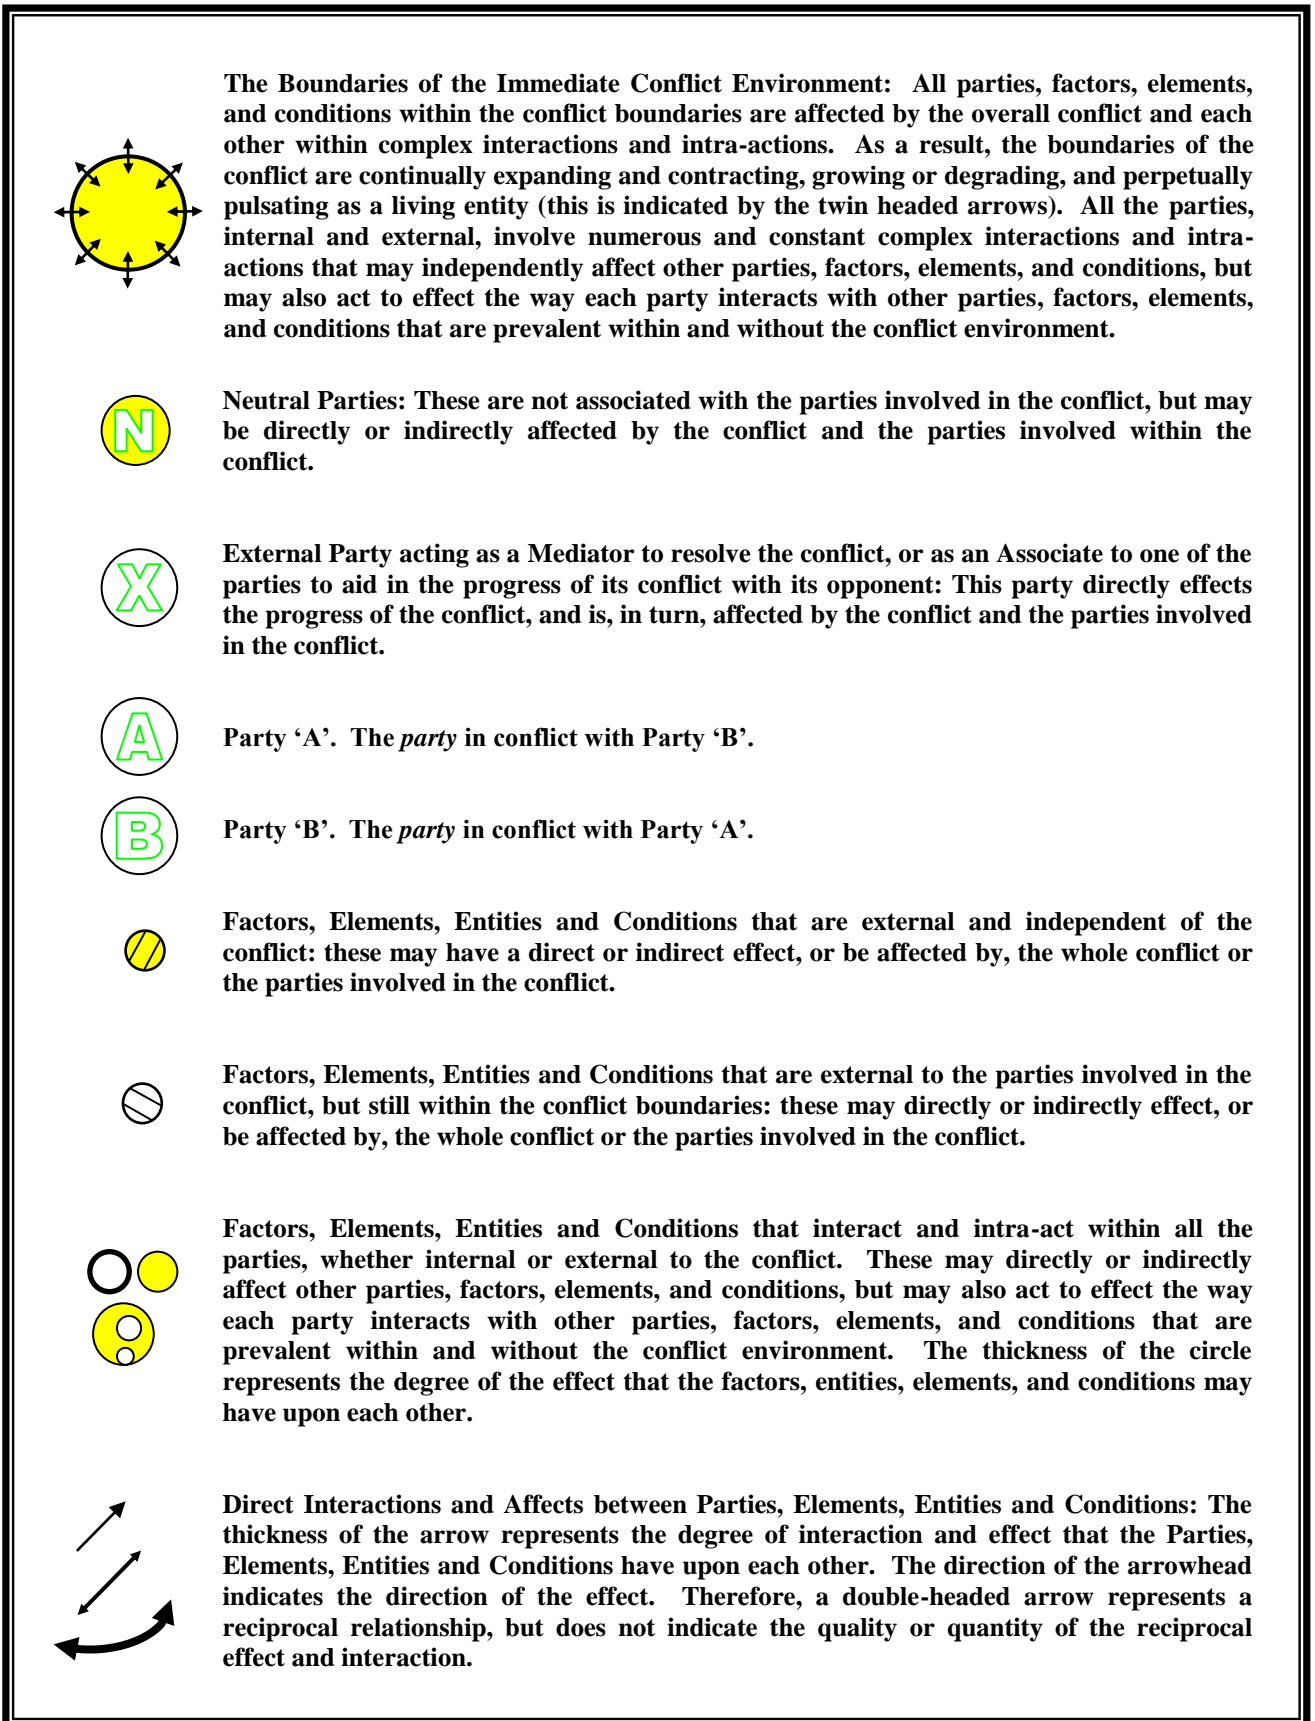 The Boundaries of the Immediate Conflict Environment: All parties, factors, elements,
and conditions within the conflict boundaries are affected by the overall conflict and each
other within complex interactions and intra-actions. As a result, the boundaries of the
conflict are continually expanding and contracting, growing or degrading, and perpetually
pulsating as a living entity (this is indicated by the twin headed arrows). All the parties,
internal and external, involve numerous and constant complex interactions and intra-
actions that may independently affect other parties, factors, elements, and conditions, but
may also act to effect the way each party interacts with other parties, factors, elements,
and conditions that are prevalent within and without the conflict environment.
N
Neutral Parties: These are not associated with the parties involved in the conflict, but may
be directly or indirectly affected by the conflict and the parties involved within the
conflict.
X
External Party acting as a Mediator to resolve the conflict, or as an Associate to one of the
parties to aid in the progress of its conflict with its opponent: This party directly effects
the progress of the conflict, and is, in turn, affected by the conflict and the parties involved
in the conflict.
A
Party ‘A’. The party in conflict with Party ‘B’.
B
Party ‘B’. The party in conflict with Party ‘A’.
Factors, Elements, Entities and Conditions that are external and independent of the
conflict: these may have a direct or indirect effect, or be affected by, the whole conflict or
the parties involved in the conflict.
Factors, Elements, Entities and Conditions that are external to the parties involved in the
conflict, but still within the conflict boundaries: these may directly or indirectly effect, or
be affected by, the whole conflict or the parties involved in the conflict.
Factors, Elements, Entities and Conditions that interact and intra-act within all the
parties, whether internal or external to the conflict. These may directly or indirectly
affect other parties, factors, elements, and conditions, but may also act to effect the way
each party interacts with other parties, factors, elements, and conditions that are
prevalent within and without the conflict environment. The thickness of the circle
represents the degree of the effect that the factors, entities, elements, and conditions may
have upon each other.
Direct Interactions and Affects between Parties, Elements, Entities and Conditions: The
thickness of the arrow represents the degree of interaction and effect that the Parties,
Elements, Entities and Conditions have upon each other. The direction of the arrowhead
indicates the direction of the effect. Therefore, a double-headed arrow represents a
reciprocal relationship, but does not indicate the quality or quantity of the reciprocal
effect and interaction.